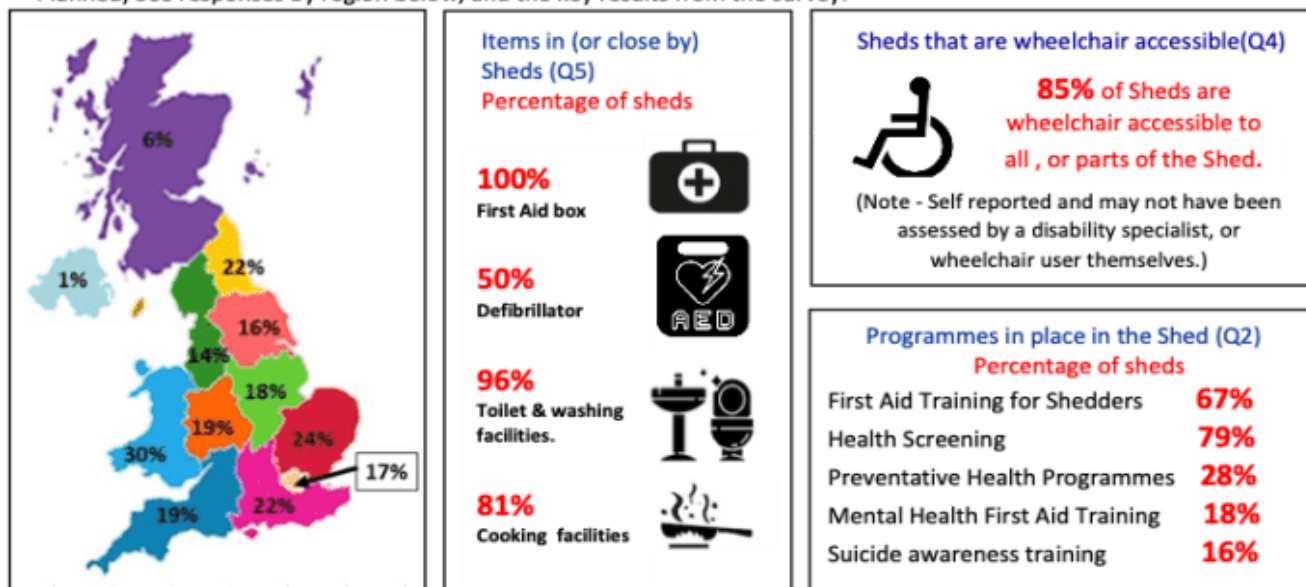 6%
1%
22%
16%
14%
18%
19%
24%
30%
17%
19%
22%
Items in (or close by)
Sheds (Q5)
Percentage of sheds
100%
First Aid box
50%
Defibrillator
AED
96%
Toilet & washing
facilities.
81%
Cooking facilities
Sheds that are wheelchair accessible(Q4)
85% of Sheds are
wheelchair accessible to
all , or parts of the Shed.
(Note - Self reported and may not have been
assessed by a disability specialist, or
wheelchair user themselves.)
Programmes in place in the Shed (Q2)
Percentage of sheds
First Aid Training for Shedders 67%
Health Screening 79%
Preventative Health Programmes 28%
Mental Health First Aid Training 18%
Suicide awareness training 16%